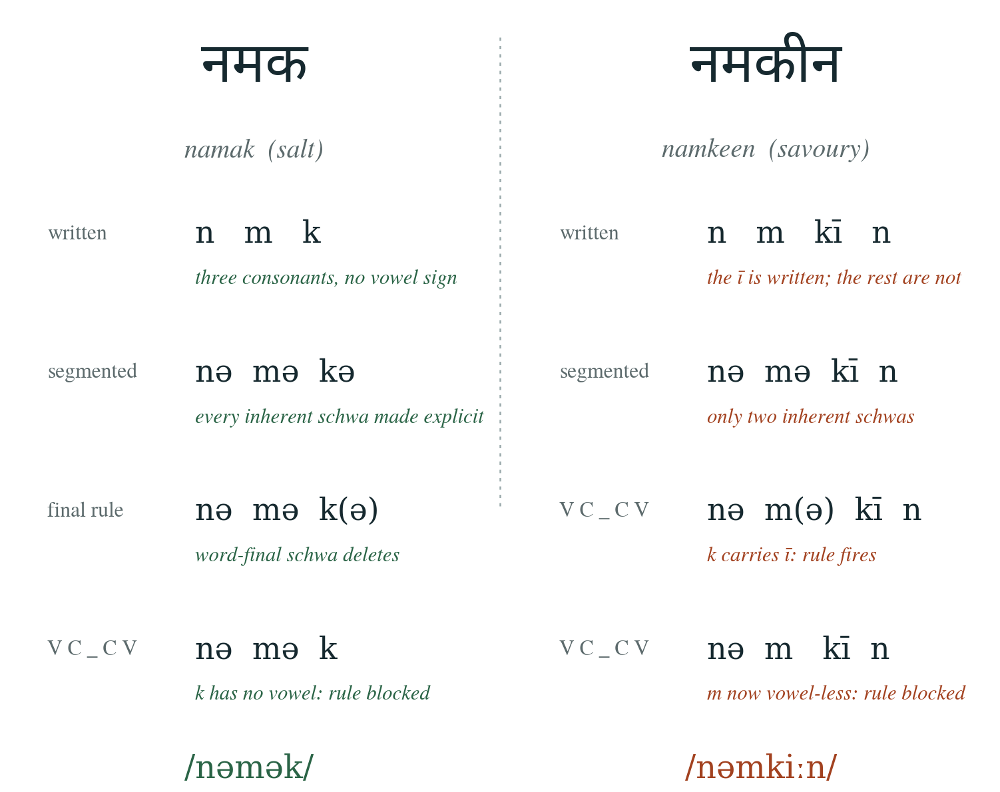 नमक
namak (salt)
written n m k
three consonants, no vowel sign
segmented nə mə kə
every inherent schwa made explicit
final rule nə mə k(ə)
word-final schwa deletes
V C _ C V nə mə k
k has no vowel: rule blocked
/nəmək/
नमकीन
namkeen (savoury)
written n m kī n
the ī is written; the rest are not
segmented nə mə kī n
only two inherent schwas
V C _ C V nə m(ə) kī n
k carries ī: rule fires
V C _ C V nə m kī n
m now vowel-less: rule blocked
/nəmkiːn/